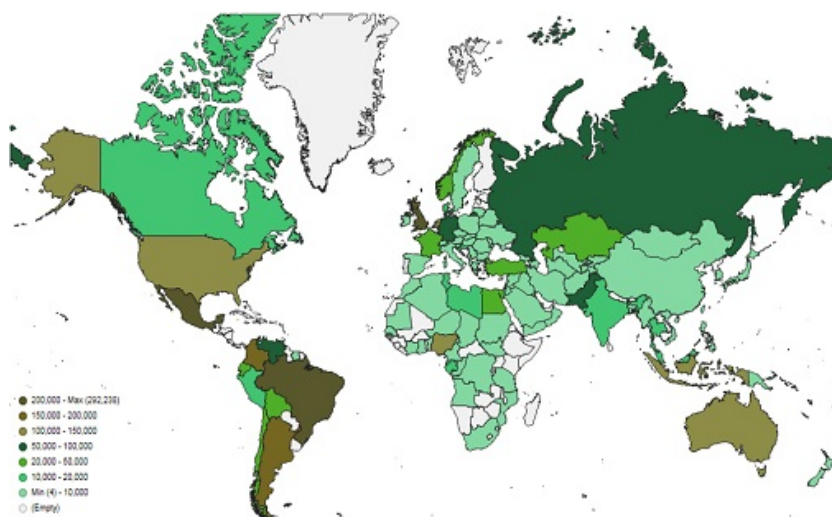 200,000 - Max (292,238)
150,000 - 200,000
100,000 - 150,000
50,000 - 100,000
20,000 - 50,000
10,000 - 20,000
Min (4) - 10,000
(Empty)